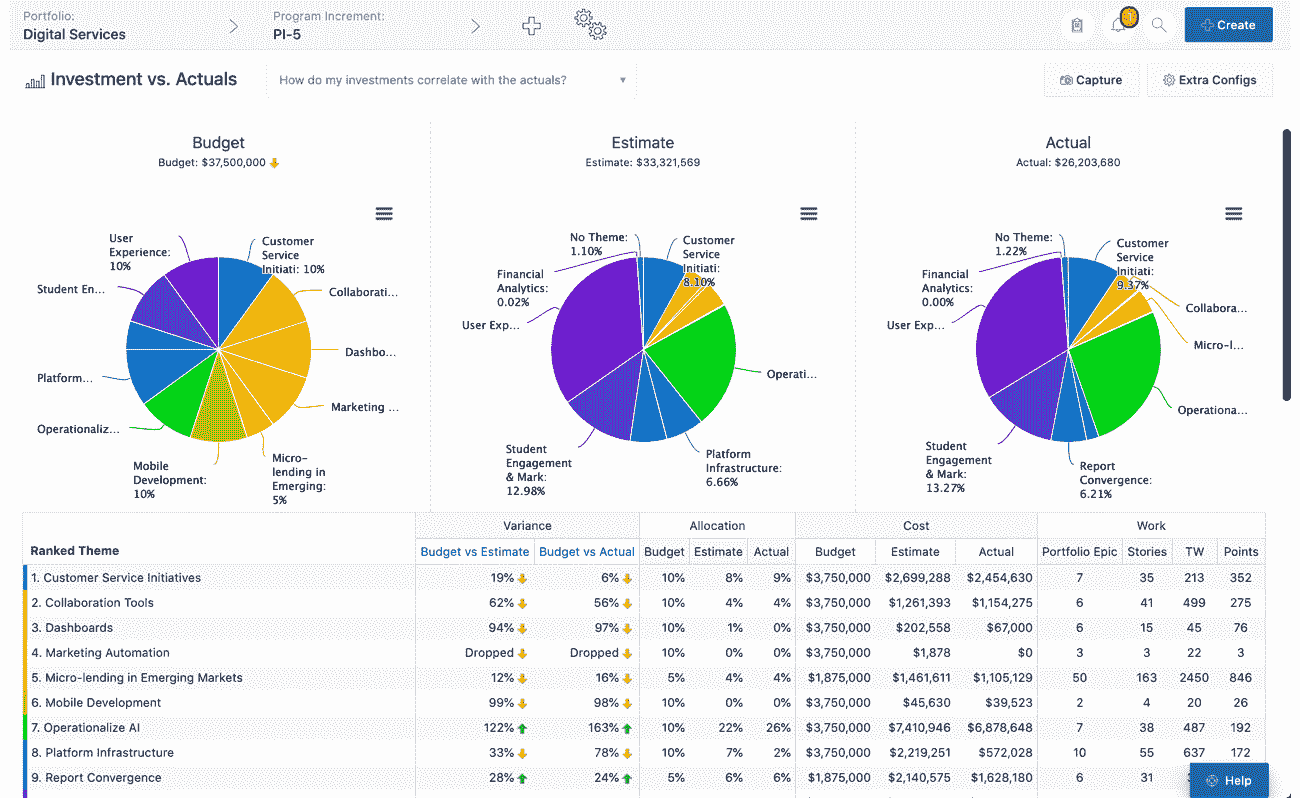 Portfolio:
Digital Services
Program Increment:
PI-5
Create
Investment vs. Actuals
How do my investments correlate with the actuals?
Capture
Extra Configs
Budget
Budget: $37,500,000
User
Experience:
10%
Customer
Service
Initiati: 10%
Student En...
Collaborati...
Dashbo...
Platform...
Marketing ...
Operationaliz...
Mobile
Development:
10%
Micro-
lending in
Emerging:
5%
Estimate
Estimate: $33,321,569
No Theme:
1.10%
Customer
Service
Initiati:
8.10%
Financial
Analytics:
0.02%
User Exp...
Operati...
Student
Engagement
& Mark:
12.98%
Platform
Infrastructure:
6.66%
Actual
Actual: $26,203,680
No Theme:
1.22%
Customer
Service
Initiati:
9.37%
Financial
Analytics:
0.00%
User Exp...
Collabora...
Micro-l...
Operationa...
Student
Engagement
& Mark:
13.27%
Report
Convergence:
6.21%
Variance Allocation Cost Work
Ranked Theme Budget vs Estimate Budget vs Actual Budget Estimate Actual Budget Estimate Actual Portfolio Epic Stories TW Points
1. Customer Service Initiatives 19% 6% 10% 8% 9% $3,750,000 $2,699,288 $2,454,630 7 35 213 352
2. Collaboration Tools 62% 56% 10% 4% 4% $3,750,000 $1,261,393 $1,154,275 6 41 499 275
3. Dashboards 94% 97% 10% 1% 0% $3,750,000 $202,558 $67,000 6 15 45 76
4. Marketing Automation Dropped Dropped 10% 0% 0% $3,750,000 $1,878 $0 3 3 22 3
5. Micro-lending in Emerging Markets 12% 16% 5% 4% 4% $1,875,000 $1,461,611 $1,105,129 50 163 2450 846
6. Mobile Development 99% 98% 10% 0% 0% $3,750,000 $45,630 $39,523 2 4 20 26
7. Operationalize AI 122% 163% 10% 22% 26% $3,750,000 $7,410,946 $6,878,648 7 38 487 192
8. Platform Infrastructure 33% 78% 10% 7% 2% $3,750,000 $2,219,251 $572,028 10 55 637 172
9. Report Convergence 28% 24% 5% 6% 6% $1,875,000 $2,140,575 $1,628,180 6 31
Help